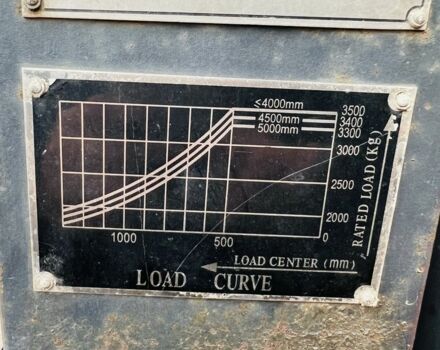 ≤4000mm 3500
4500mm 3400
5000mm 3300
3000
2500
2000
1000 500 0
RATED LOAD (Kg)
LOAD CENTER (mm)
LOAD CURVE